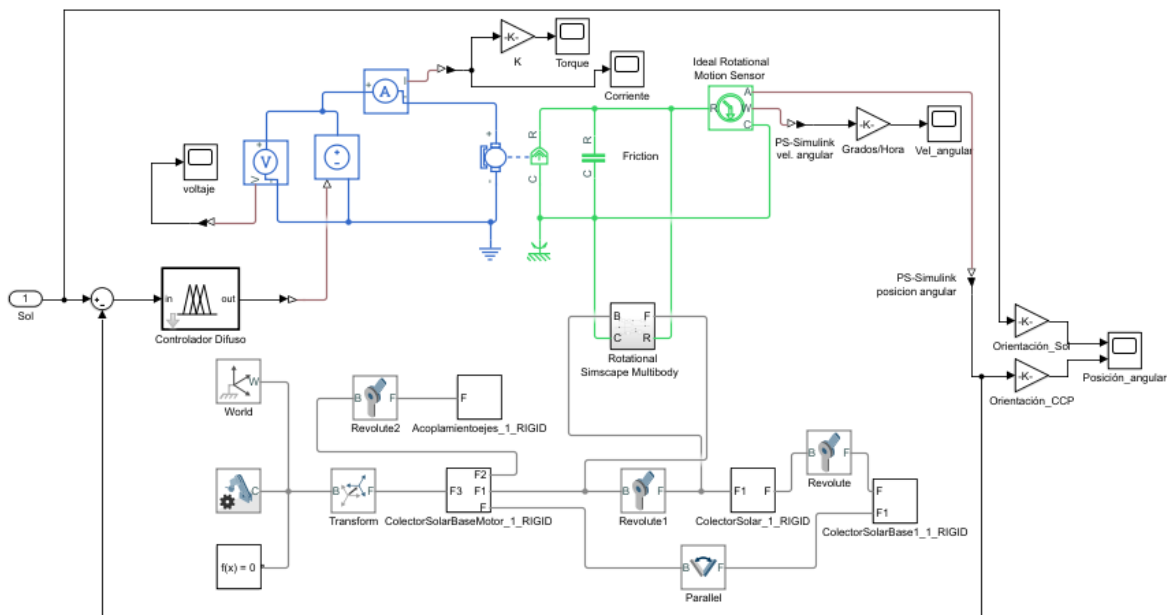 -K-
K
Torque
Corriente
+
A
I
-
Ideal Rotational
Motion Sensor
R
A
W
C
PS-Simulink
vel. angular
-K-
Grados/Hora
Vel_angular
voltaje
+
V
V
-
+
-
+
-
R
C
R
C
Friction
1
Sol
+
-
in
out
Controlador Difuso
PS-Simulink
posicion angular
-K-
Orientación_Sol
-K-
Orientación_CCP
Posición_angular
B
F
C
R
Rotational
Simscape Multibody
W
World
B
F
Revolute2
F
Acoplamientoejes_1_RIGID
C
B
F
Transform
F3
F2
F1
F
ColectorSolarBaseMotor_1_RIGID
B
F
Revolute1
F1
F
ColectorSolar_1_RIGID
B
F
Revolute
F
F1
ColectorSolarBase1_1_RIGID
f(x) = 0
B
F
Parallel